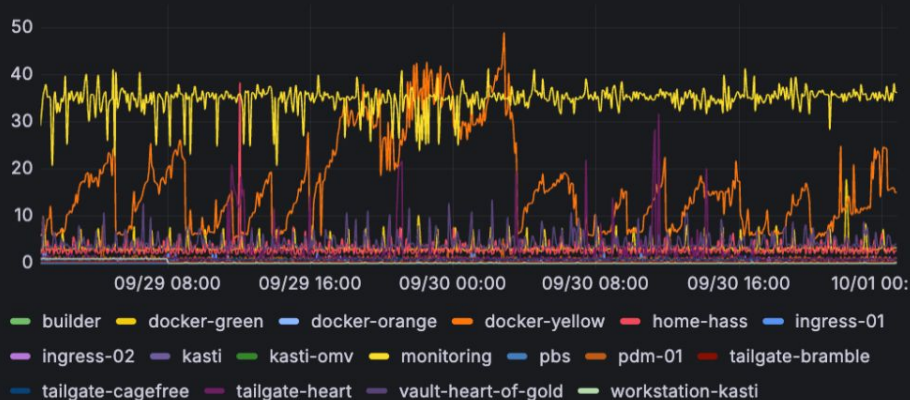 50
40
30
20
10
0
09/29 08:00 09/29 16:00 09/30 00:00 09/30 08:00 09/30 16:00 10/01 00:
builder docker-green docker-orange docker-yellow home-hass ingress-01
ingress-02 kasti kasti-omv monitoring pbs pdm-01 tailgate-bramble
tailgate-cagefree tailgate-heart vault-heart-of-gold workstation-kasti